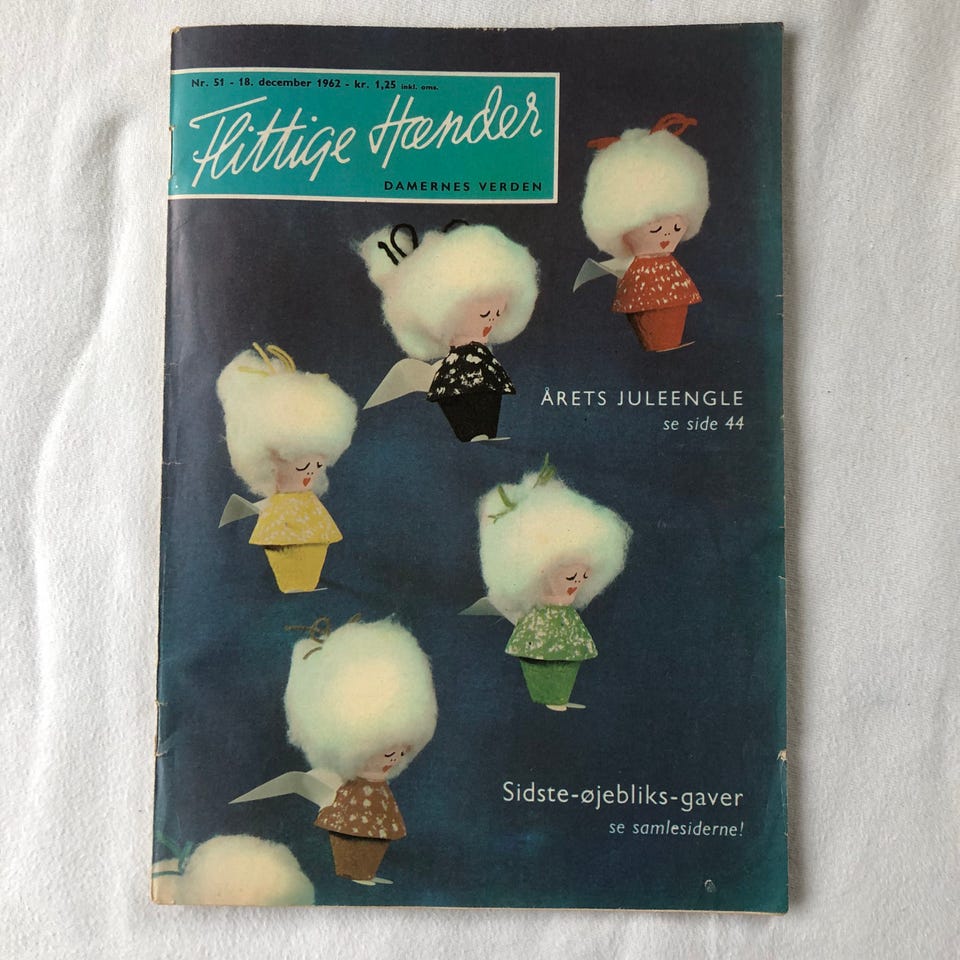 Nr. 51 - 18. december 1962 - kr. 1,25 inkl. oms.
Flittige Hænder
DAMERNES VERDEN
ÅRETS JULEENGLE
se side 44
Sidste-øjebliks-gaver
se samlesiderne!